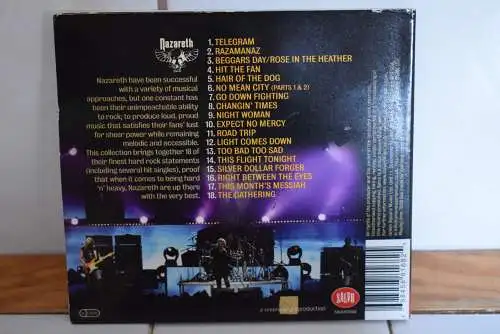 Nazareth
Nazareth have been successful
with a variety of musical
approaches, but one constant has
been their unimpeachable ability
to rock; to produce loud, proud
music that satisfies their fans' lust
for sheer power while remaining
melodic and accessible.
This collection brings together 18 of
their finest hard rock statements
(including several hit singles), proof
that when it comes to being hard
'n' heavy, Nazareth are up there
with the very best.
1. TELEGRAM
2. RAZAMANAZ
3. BEGGARS DAY/ROSE IN THE HEATHER
4. HIT THE FAN
5. HAIR OF THE DOG
6. NO MEAN CITY (PARTS 1 & 2)
7. GO DOWN FIGHTING
8. CHANGIN' TIMES
9. NIGHT WOMAN
10. EXPECT NO MERCY
11. ROAD TRIP
12. LIGHT COMES DOWN
13. TOO BAD TOO SAD
14. THIS FLIGHT TONIGHT
15. SILVER DOLLAR FORGER
16. RIGHT BETWEEN THE EYES
17. THIS MONTH'S MESSIAH
18. THE GATHERING
a production
SALVO